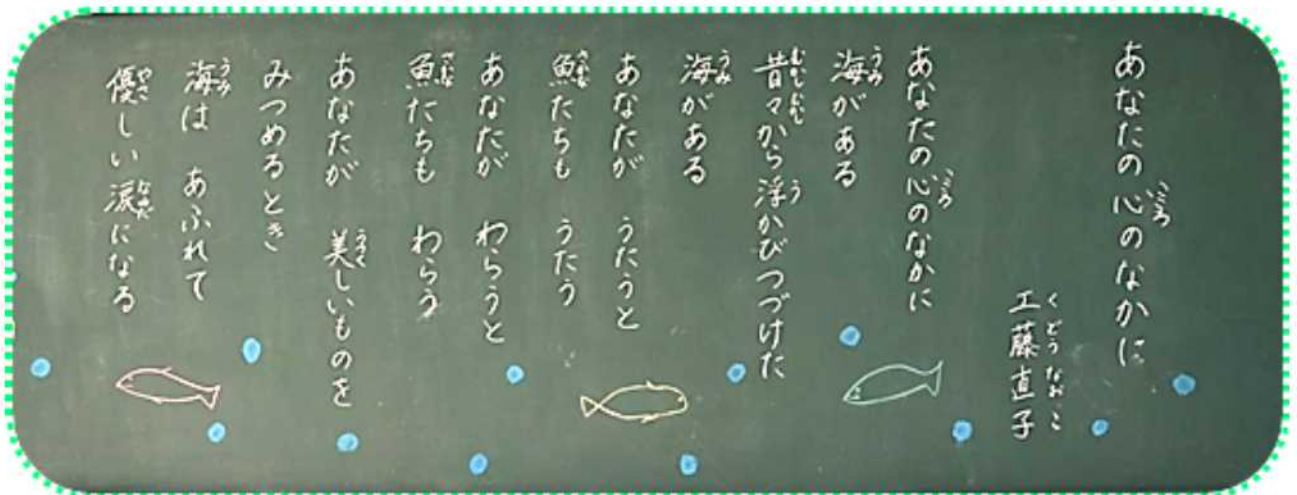 あなたの心のなかに
工藤直子
あなたの心のなかに
海がある
昔々から浮かびつづけた
海がある
あなたが　うたうと
魚たちも　うたう
あなたが　わらうと
魚たちも　わらう
あなたが　美しいものを
みつめるとき
海は　あふれて
優しい涙になる